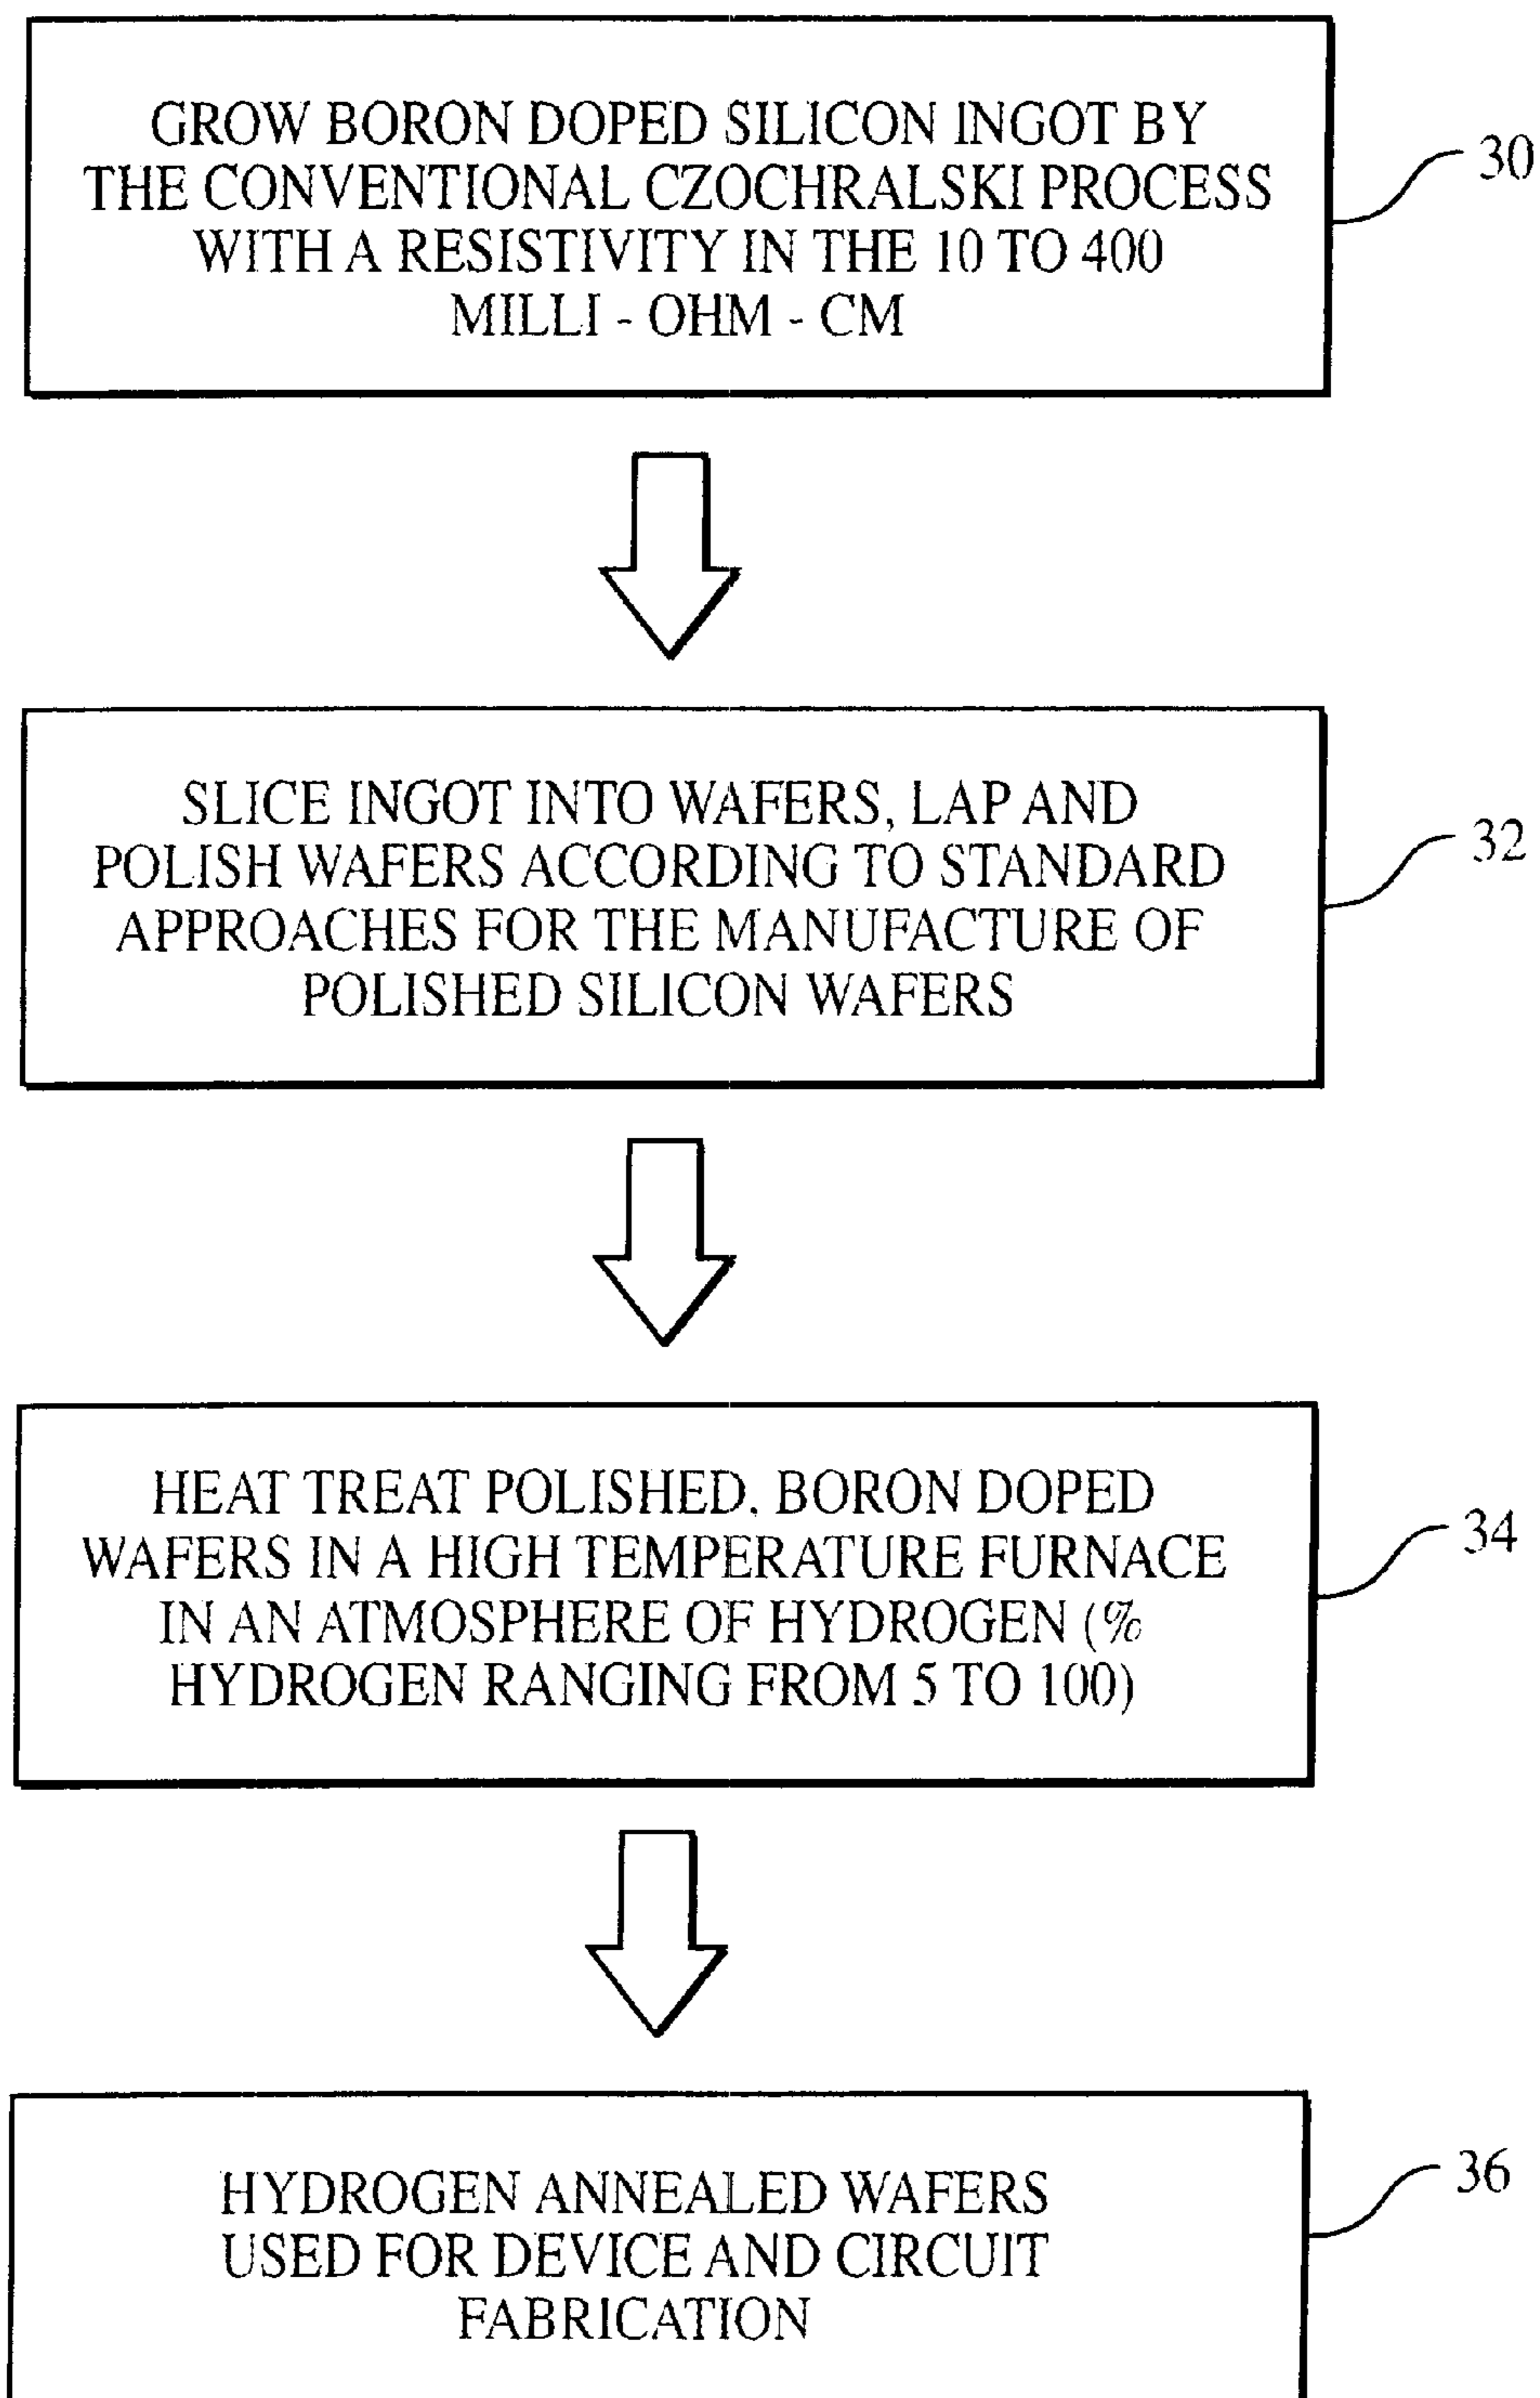 GROW BORON DOPED SILICON INGOT BY
THE CONVENTIONAL CZOCHRALSKI PROCESS
WITH A RESISTIVITY IN THE 10 TO 400
MILLI - OHM - CM
30
SLICE INGOT INTO WAFERS, LAP AND
POLISH WAFERS ACCORDING TO STANDARD
APPROACHES FOR THE MANUFACTURE OF
POLISHED SILICON WAFERS
32
HEAT TREAT POLISHED, BORON DOPED
WAFERS IN A HIGH TEMPERATURE FURNACE
IN AN ATMOSPHERE OF HYDROGEN (%
HYDROGEN RANGING FROM 5 TO 100)
34
HYDROGEN ANNEALED WAFERS
USED FOR DEVICE AND CIRCUIT
FABRICATION
36